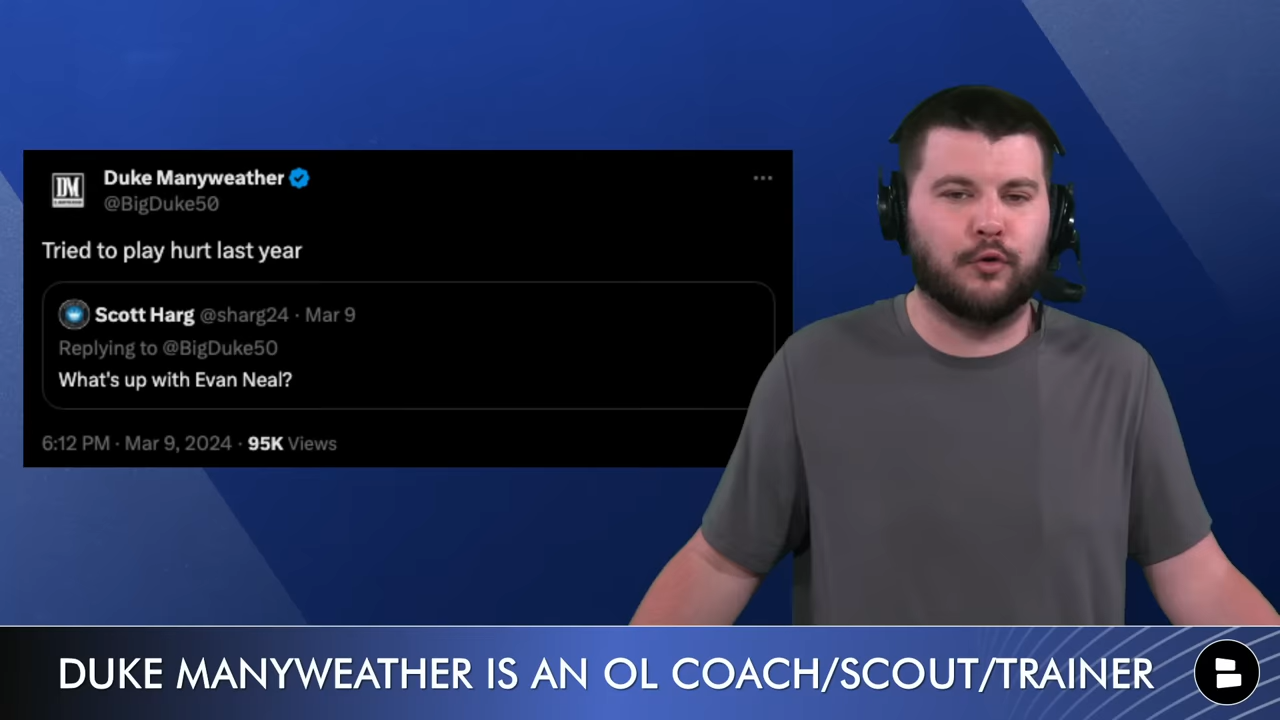 Duke Manyweather
@BigDuke50
Tried to play hurt last year
Scott Harg @sharg24 · Mar 9
Replying to @BigDuke50
What's up with Evan Neal?
6:12 PM · Mar 9, 2024 · 95K Views
DUKE MANYWEATHER IS AN OL COACH/SCOUT/TRAINER